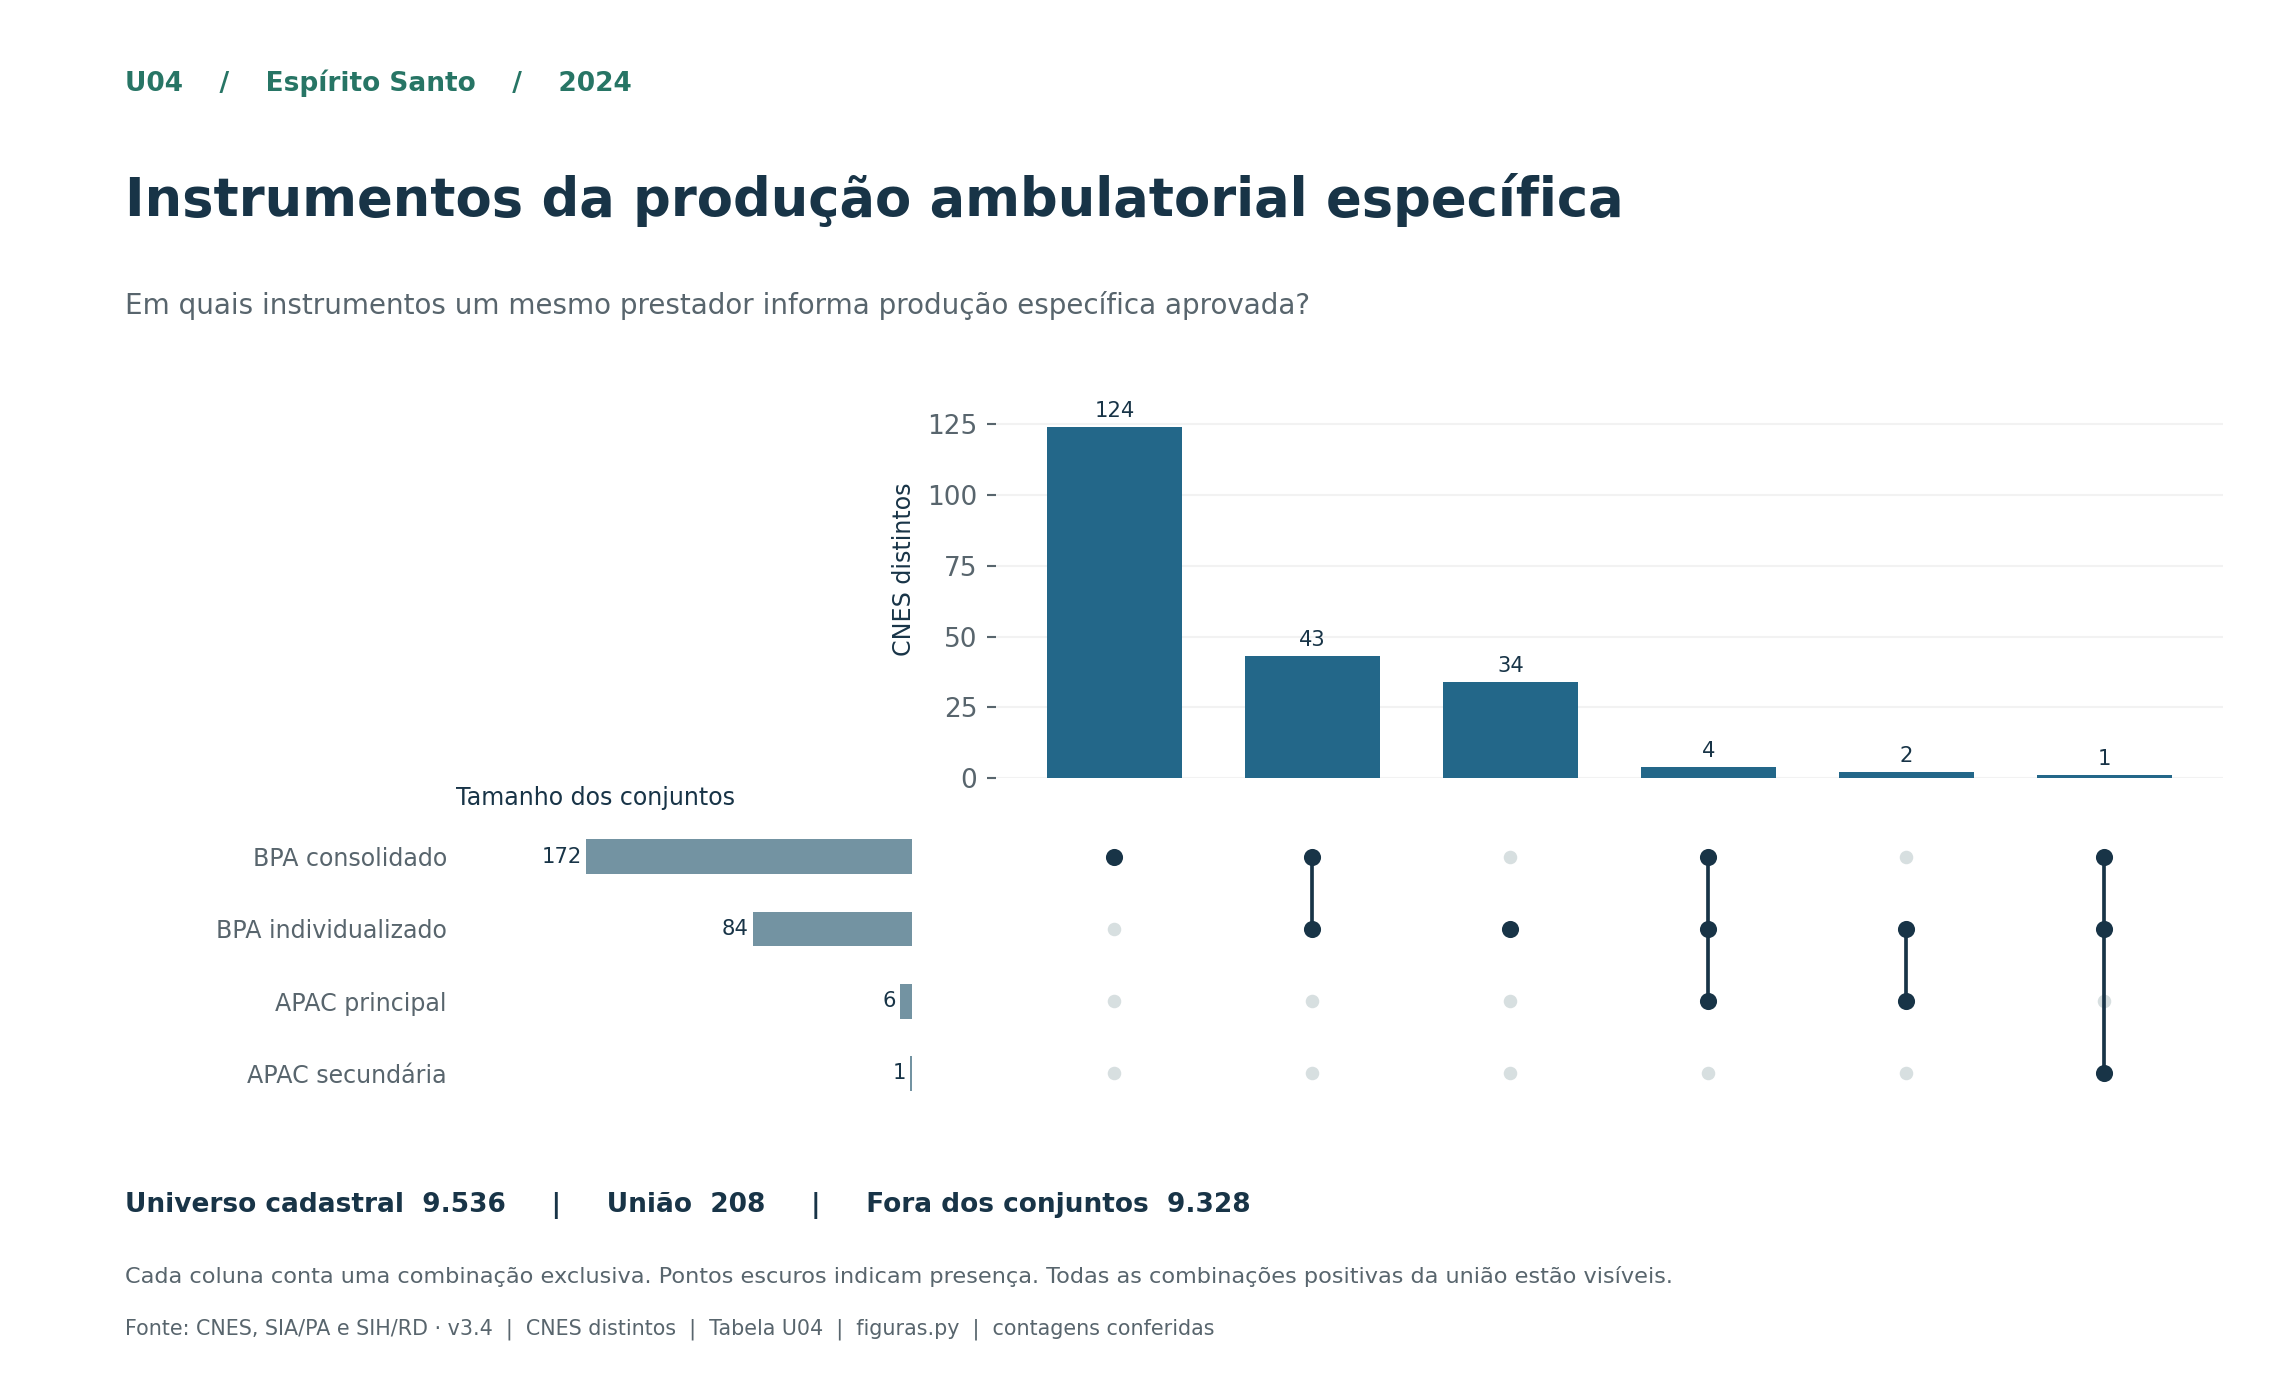 U04 / Espírito Santo / 2024
Instrumentos da produção ambulatorial específica
Em quais instrumentos um mesmo prestador informa produção específica aprovada?
CNES distintos
125
100
75
50
25
0
124
43
34
4
2
1
Tamanho dos conjuntos
BPA consolidado 172
BPA individualizado 84
APAC principal 6
APAC secundária 1
Universo cadastral 9.536 | União 208 | Fora dos conjuntos 9.328
Cada coluna conta uma combinação exclusiva. Pontos escuros indicam presença. Todas as combinações positivas da união estão visíveis.
Fonte: CNES, SIA/PA e SIH/RD · v3.4 | CNES distintos | Tabela U04 | figuras.py | contagens conferidas